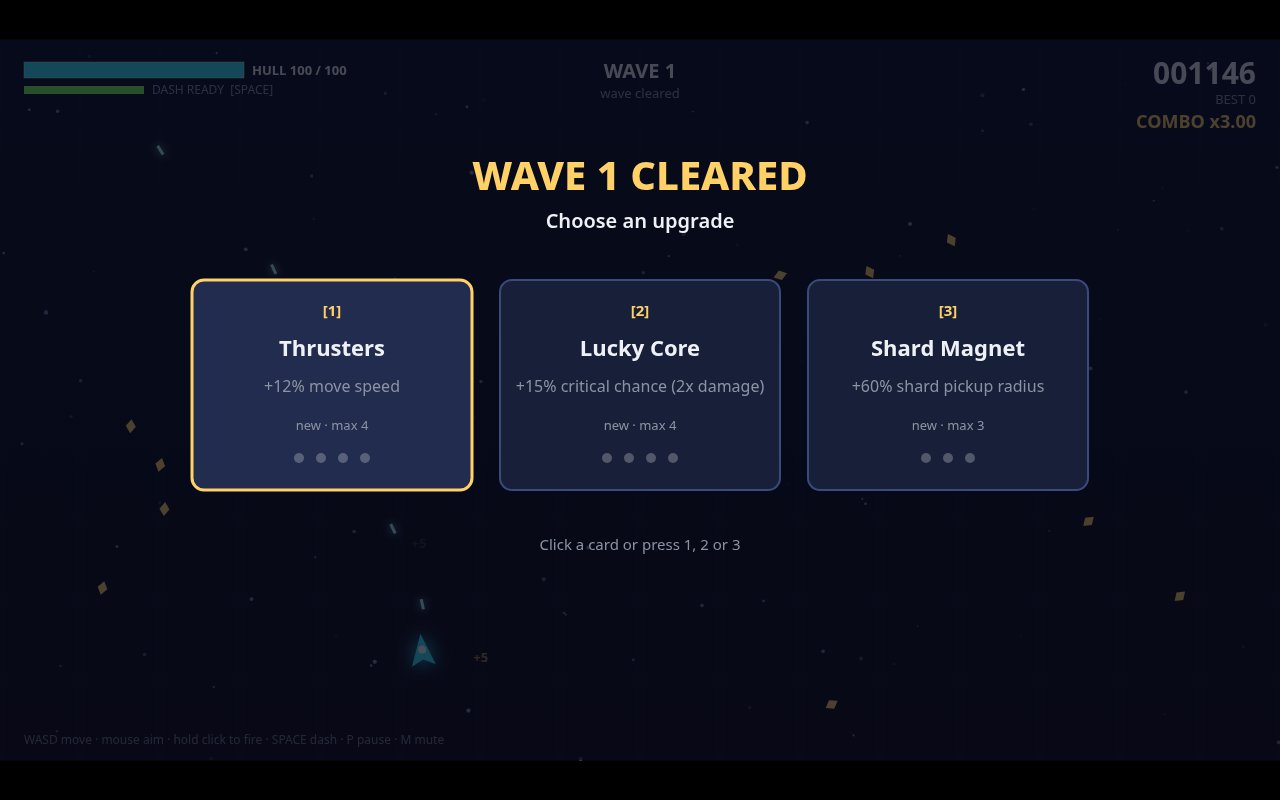 HULL 100 / 100
DASH READY [SPACE]
WAVE 1
wave cleared
001146
BEST 0
COMBO x3.00
WAVE 1 CLEARED
Choose an upgrade
[1]
Thrusters
+12% move speed
new · max 4
[2]
Lucky Core
+15% critical chance (2x damage)
new · max 4
[3]
Shard Magnet
+60% shard pickup radius
new · max 3
+5
Click a card or press 1, 2 or 3
+5
WASD move · mouse aim · hold click to fire · SPACE dash · P pause · M mute